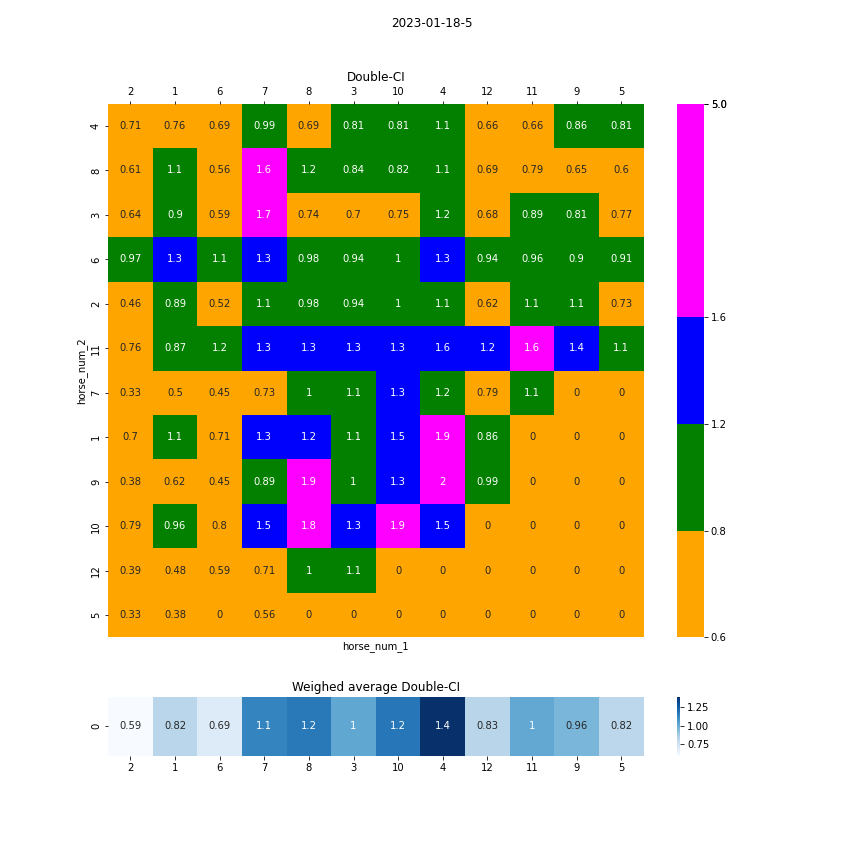 2023-01-18-5
Double-CI
2 1 6 7 8 3 10 4 12 11 9 5
4 0.71 0.76 0.69 0.99 0.69 0.81 0.81 1.1 0.66 0.66 0.86 0.81
8 0.61 1.1 0.56 1.6 1.2 0.84 0.82 1.1 0.69 0.79 0.65 0.6
3 0.64 0.9 0.59 1.7 0.74 0.7 0.75 1.2 0.68 0.89 0.81 0.77
6 0.97 1.3 1.1 1.3 0.98 0.94 1 1.3 0.94 0.96 0.9 0.91
2 0.46 0.89 0.52 1.1 0.98 0.94 1 1.1 0.62 1.1 1.1 0.73
11 0.76 0.87 1.2 1.3 1.3 1.3 1.3 1.6 1.2 1.6 1.4 1.1
7 0.33 0.5 0.45 0.73 1 1.1 1.3 1.2 0.79 1.1 0 0
1 0.7 1.1 0.71 1.3 1.2 1.1 1.5 1.9 0.86 0 0 0
9 0.38 0.62 0.45 0.89 1.9 1 1.3 2 0.99 0 0 0
10 0.79 0.96 0.8 1.5 1.8 1.3 1.9 1.5 0 0 0 0
12 0.39 0.48 0.59 0.71 1 1.1 0 0 0 0 0 0
5 0.33 0.38 0 0.56 0 0 0 0 0 0 0 0
horse_num_2
horse_num_1
5.0
1.6
1.2
0.8
0.6
Weighed average Double-CI
0 0.59 0.82 0.69 1.1 1.2 1 1.2 1.4 0.83 1 0.96 0.82
2 1 6 7 8 3 10 4 12 11 9 5
1.25
1.00
0.75